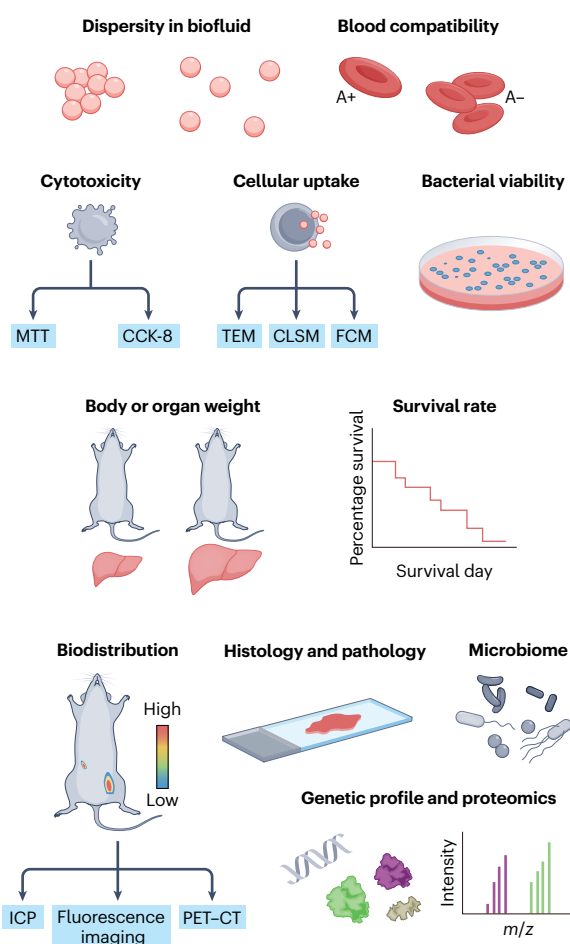 Dispersity in biofluid
Blood compatibility
A+
A−
Cytotoxicity
Cellular uptake
Bacterial viability
MTT
CCK-8
TEM
CLSM
FCM
Body or organ weight
Survival rate
Percentage survival
Survival day
Biodistribution
Histology and pathology
Microbiome
High
Low
Genetic profile and proteomics
Intensity
m/z
ICP
Fluorescence
imaging
PET–CT